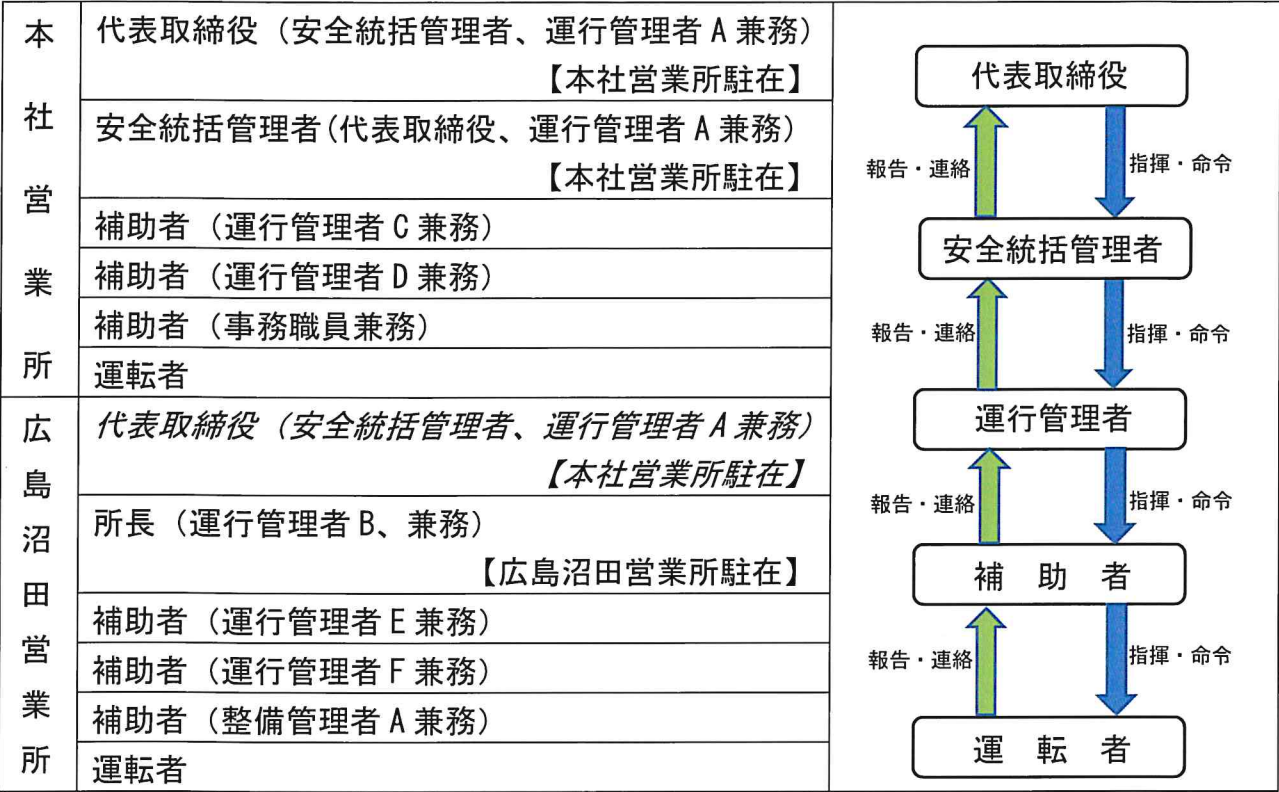 本社営業所
代表取締役（安全統括管理者、運行管理者A兼務）
【本社営業所駐在】
安全統括管理者(代表取締役、運行管理者A兼務)
【本社営業所駐在】
補助者（運行管理者C兼務）
補助者（運行管理者D兼務）
補助者（事務職員兼務）
運転者
広島沼田営業所
代表取締役（安全統括管理者、運行管理者A兼務）
【本社営業所駐在】
所長（運行管理者B、兼務）
【広島沼田営業所駐在】
補助者（運行管理者E兼務）
補助者（運行管理者F兼務）
補助者（整備管理者A兼務）
運転者
代表取締役
報告・連絡
指揮・命令
安全統括管理者
報告・連絡
指揮・命令
運行管理者
報告・連絡
指揮・命令
補　助　者
報告・連絡
指揮・命令
運　転　者